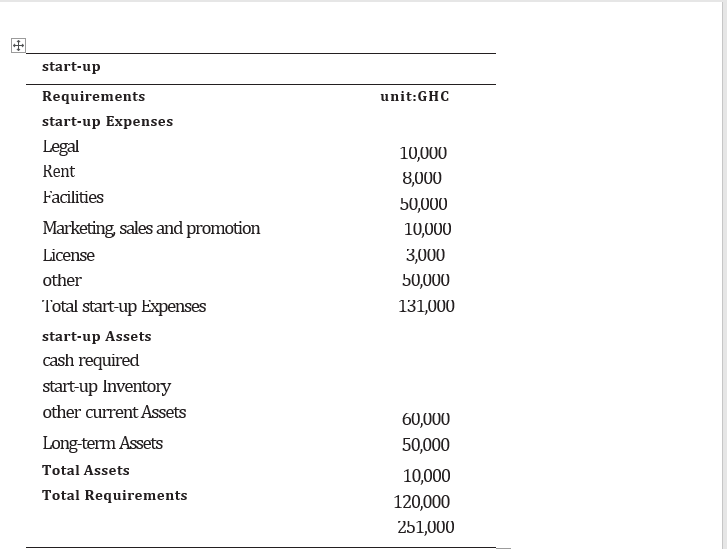 start-up
Requirements unit:GHC
start-up Expenses
Legal 10,000
Rent 8,000
Facilities 50,000
Marketing, sales and promotion 10,000
License 3,000
other 50,000
Total start-up Expenses 131,000
start-up Assets
cash required
start-up Inventory
other current Assets 60,000
Long-term Assets 50,000
Total Assets 10,000
Total Requirements 120,000
251,000